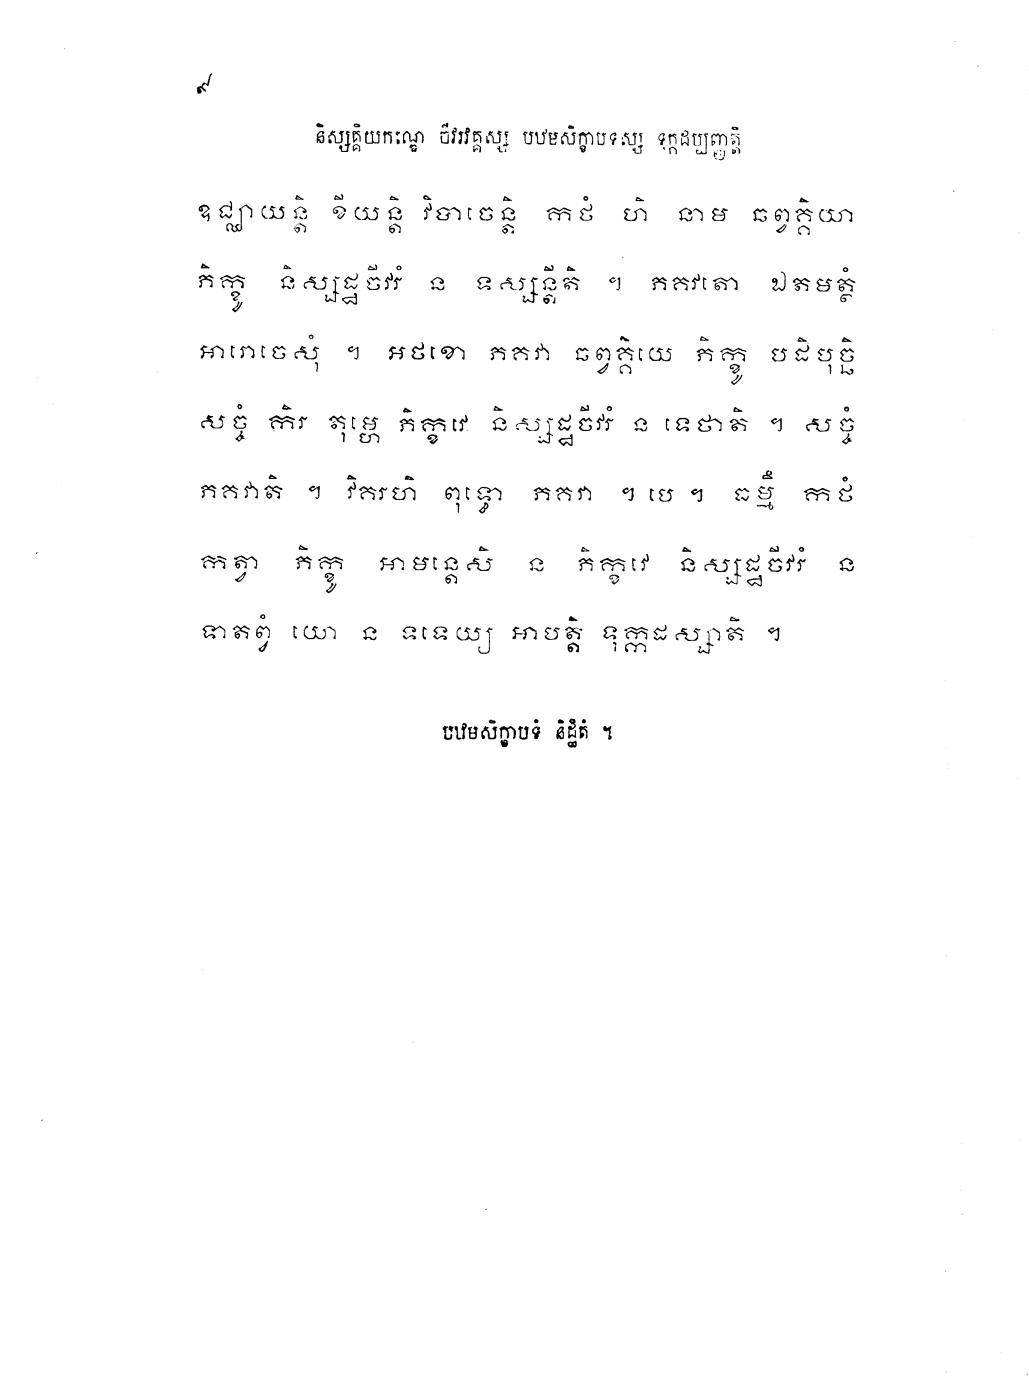 ៩
និស្សគ្គិយកណ្ឌេ ចីវរវគ្គស្ស បឋមសិក្ខាបទស្ស ទុក្កដប្បញ្ញត្តិ
ឧជ្ឈាយន្តិ ខីយន្តិ វិបាចេន្តិ កថំ ហិ នាម ឆព្វគ្គិយា
ភិក្ខូ និស្សដ្ឋចីវរំ ន ទស្សន្តីតិ ។ ភគវតោ ឯតមត្ថំ
អារោចេសុំ ។ អថខោ ភគវា ឆព្វគ្គិយេ ភិក្ខូ បដិបុច្ឆិ
សច្ចំ កិរ តុម្ហេ ភិក្ខវេ និស្សដ្ឋចីវរំ ន ទេថាតិ ។ សច្ចំ
ភគវាតិ ។ វិគរហិ ពុទ្ធោ ភគវា ។ បេ ។ ធម្មឹ កថំ
កត្វា ភិក្ខូ អាមន្តេសិ ន ភិក្ខវេ និស្សដ្ឋចីវរំ ន
ទាតព្វំ យោ ន ទទេយ្យ អាបត្តិ ទុក្កដស្សាតិ ។
បឋមសិក្ខាបទំ និដ្ឋិតំ ។